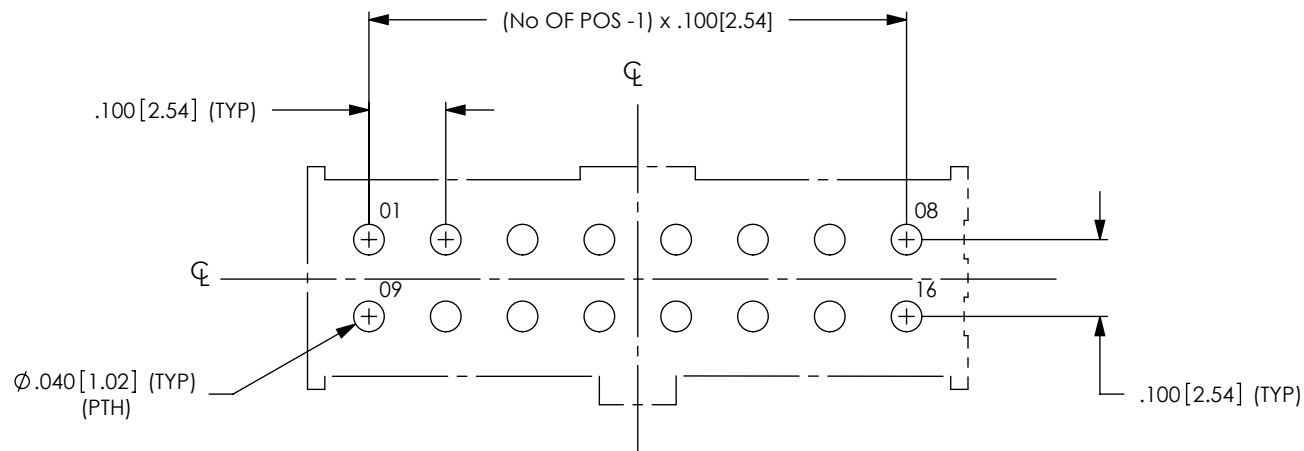 (No OF POS -1) x .100[2.54]
℄
.100[2.54] (TYP)
01
08
℄
09
16
Ø.040[1.02] (TYP)
(PTH)
.100[2.54] (TYP)